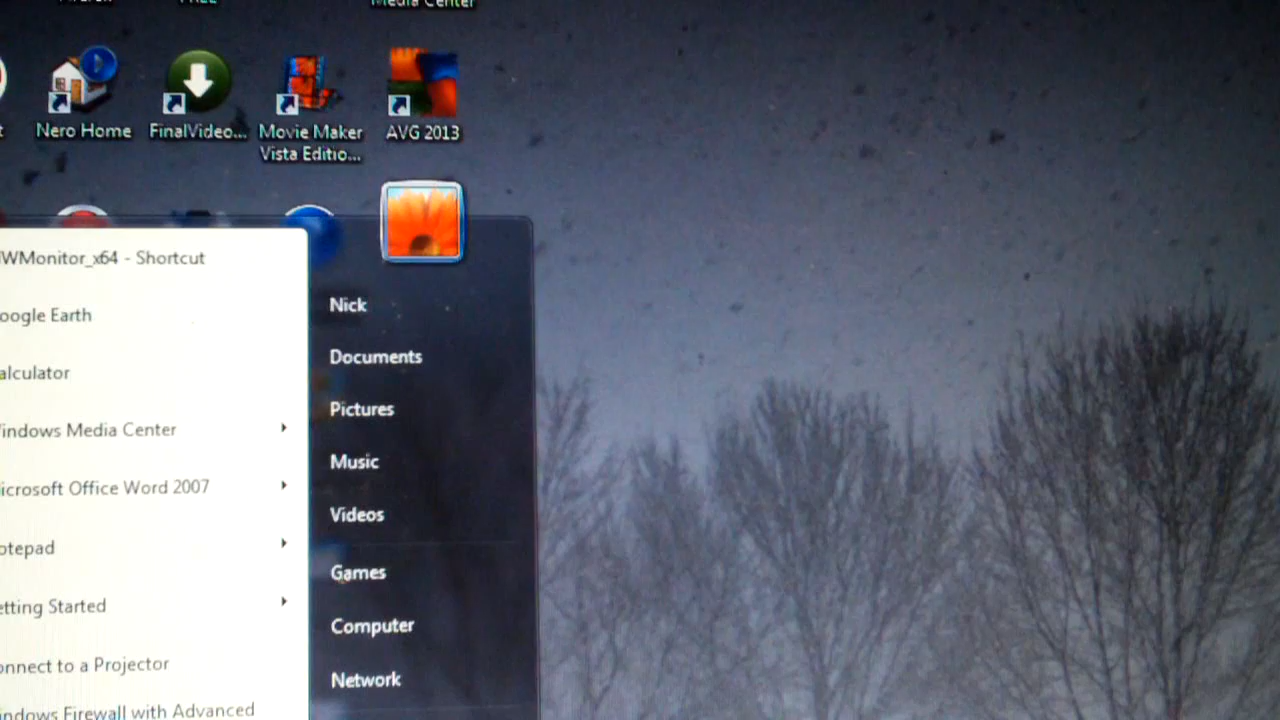 FREE
Media Center
Nero Home
FinalVideo...
Movie Maker
Vista Editio...
AVG 2013
WMonitor_x64 - Shortcut
oogle Earth
alculator
indows Media Center
icrosoft Office Word 2007
otepad
etting Started
onnect to a Projector
indows Firewall with Advanced
Nick
Documents
Pictures
Music
Videos
Games
Computer
Network